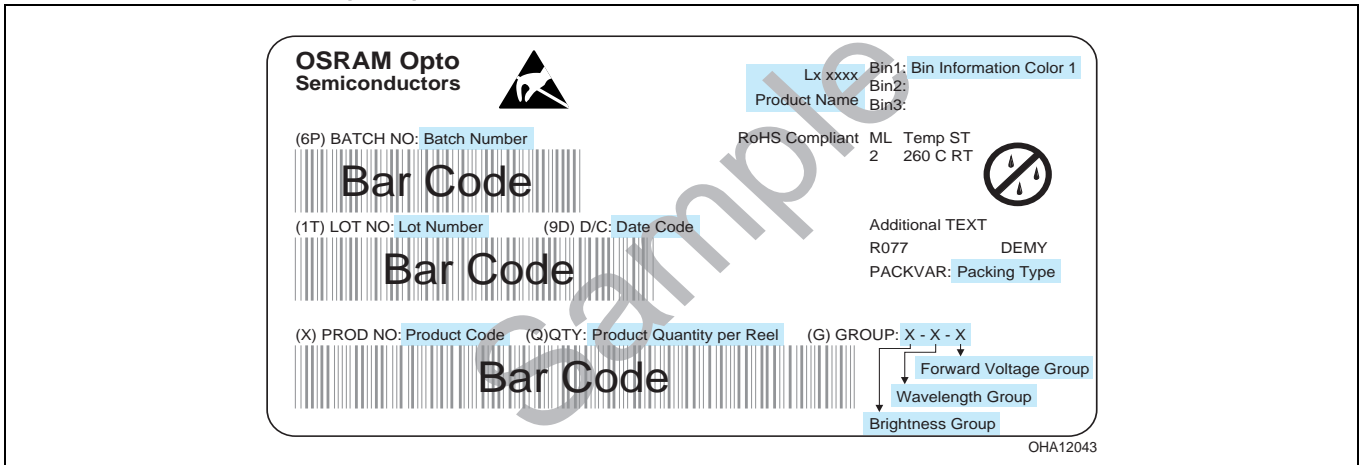 OSRAM Opto
Semiconductors
Lx xxxx
Product Name
Bin1: Bin Information Color 1
Bin2:
Bin3:
(6P) BATCH NO: Batch Number
Bar Code
RoHS Compliant ML Temp ST
2 260 C RT
(1T) LOT NO: Lot Number (9D) D/C: Date Code
Bar Code
Additional TEXT
R077 DEMY
PACKVAR: Packing Type
(X) PROD NO: Product Code (Q)QTY: Product Quantity per Reel (G) GROUP: X - X - X
Bar Code
Forward Voltage Group
Wavelength Group
Brightness Group
Sample
OHA12043